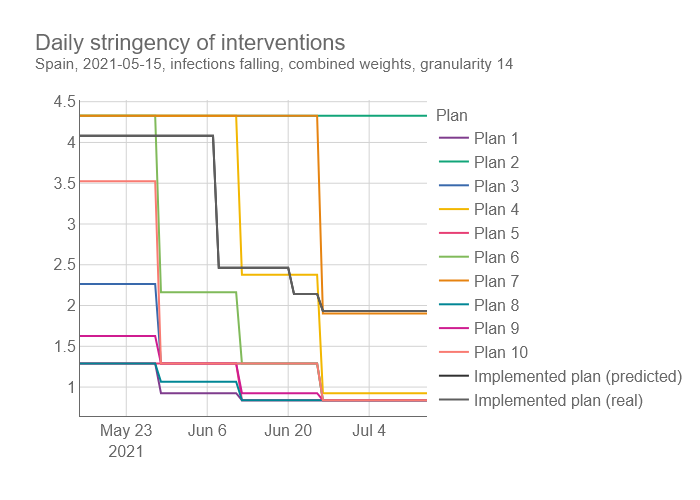 Daily stringency of interventions
Spain, 2021-05-15, infections falling, combined weights, granularity 14
4.5
4
3.5
3
2.5
2
1.5
1
May 23
2021
Jun 6
Jun 20
Jul 4
Plan
Plan 1
Plan 2
Plan 3
Plan 4
Plan 5
Plan 6
Plan 7
Plan 8
Plan 9
Plan 10
Implemented plan (predicted)
Implemented plan (real)